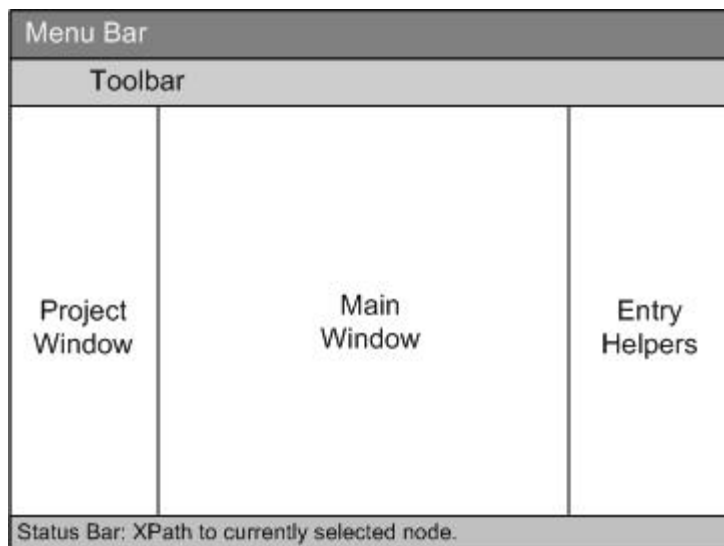 Menu Bar
Toolbar
Project
Window
Main
Window
Entry
Helpers
Status Bar: XPath to currently selected node.